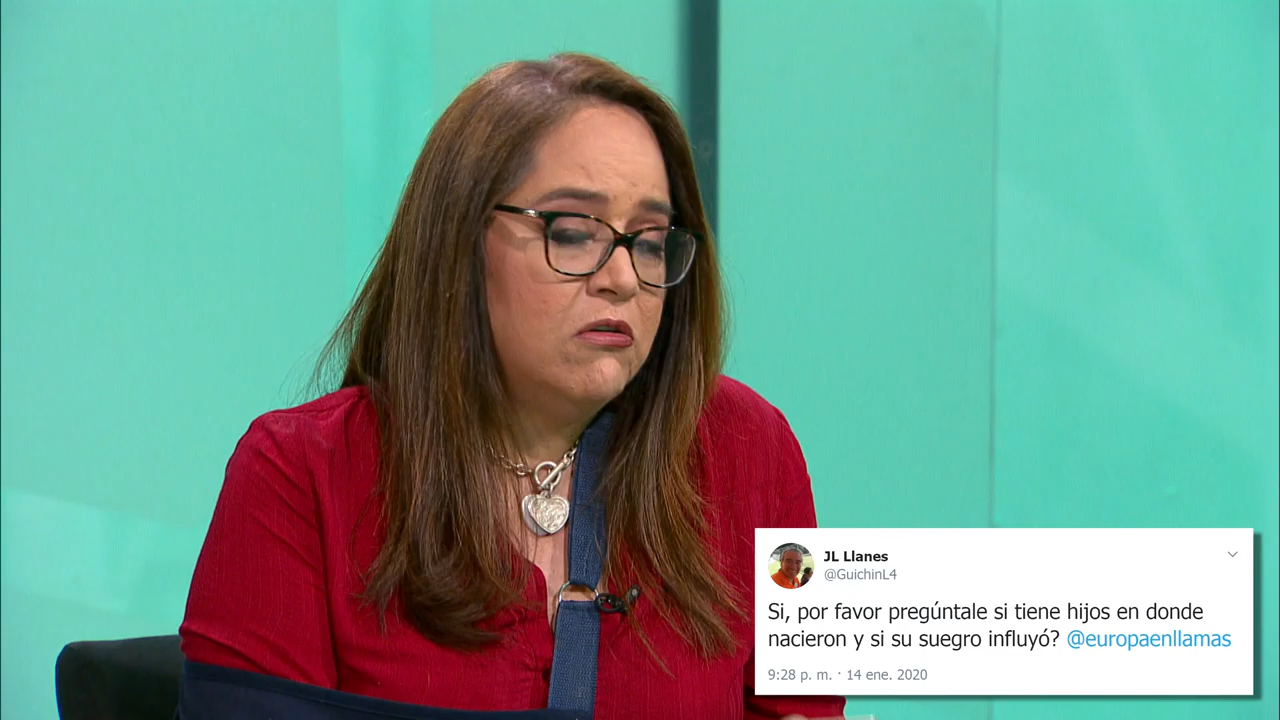 JL Llanes
@GuichinL4
Si, por favor pregúntale si tiene hijos en donde
nacieron y si su suegro influyó? @europaenllamas
9:28 p. m. · 14 ene. 2020